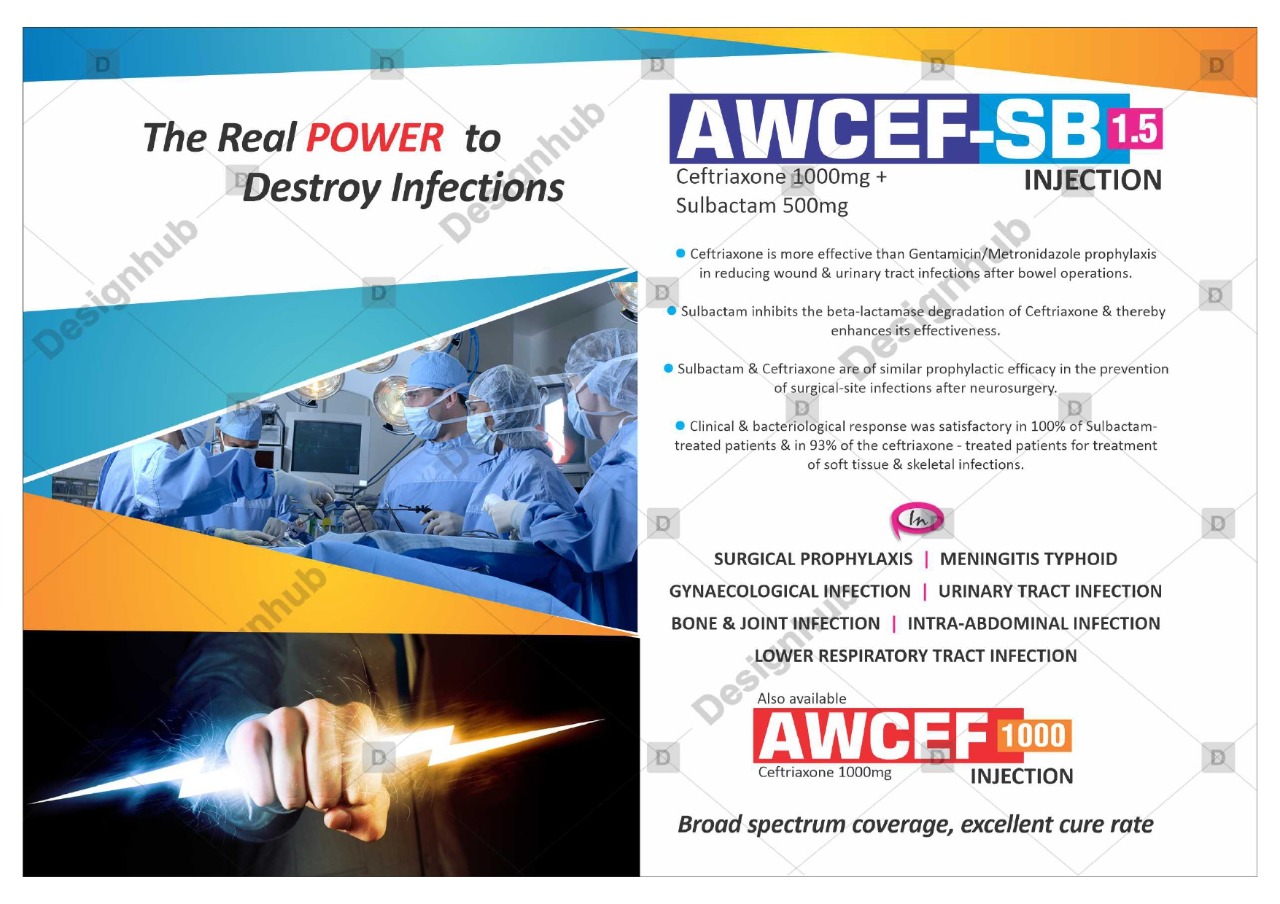 The Real POWER to
Destroy Infections
AWCEF-SB 1.5
INJECTION
Ceftriaxone 1000mg +
Sulbactam 500mg
Ceftriaxone is more effective than Gentamicin/Metronidazole prophylaxis
in reducing wound & urinary tract infections after bowel operations.
Sulbactam inhibits the beta-lactamase degradation of Ceftriaxone & thereby
enhances its effectiveness.
Sulbactam & Ceftriaxone are of similar prophylactic efficacy in the prevention
of surgical-site infections after neurosurgery.
Clinical & bacteriological response was satisfactory in 100% of Sulbactam-
treated patients & in 93% of the ceftriaxone - treated patients for treatment
of soft tissue & skeletal infections.
In
SURGICAL PROPHYLAXIS | MENINGITIS TYPHOID
GYNAECOLOGICAL INFECTION | URINARY TRACT INFECTION
BONE & JOINT INFECTION | INTRA-ABDOMINAL INFECTION
LOWER RESPIRATORY TRACT INFECTION
Also available
AWCEF 1000
Ceftriaxone 1000mg
INJECTION
Broad spectrum coverage, excellent cure rate
Designhub
Designhub
Designhub
Designhub